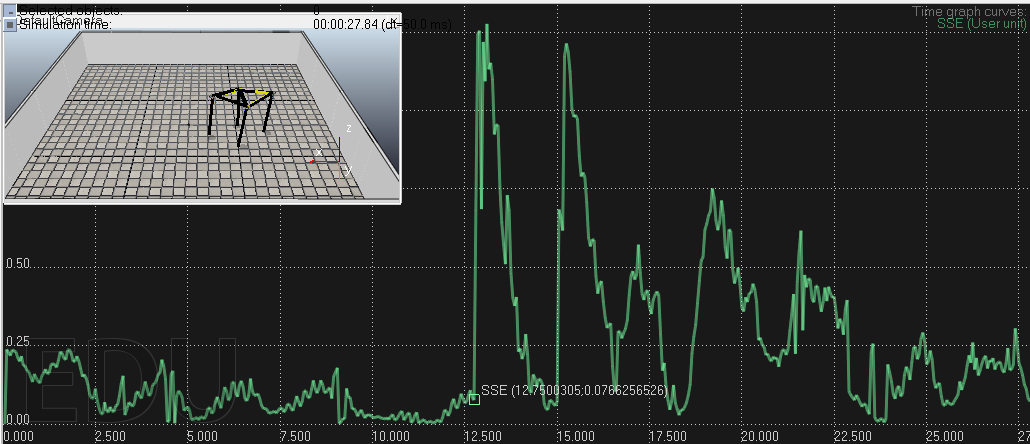 Selected objects: 0
Simulation time: 00:00:27.84 (dt=50.0 ms)
Time graph curves:
SSE (User unit)
z
x
y
0.50
0.25
EDU
SSE (12.7500305;0.0766256526)
0.00
0.000 2.500 5.000 7.500 10.000 12.500 15.000 17.500 20.000 22.500 25.000 27.5